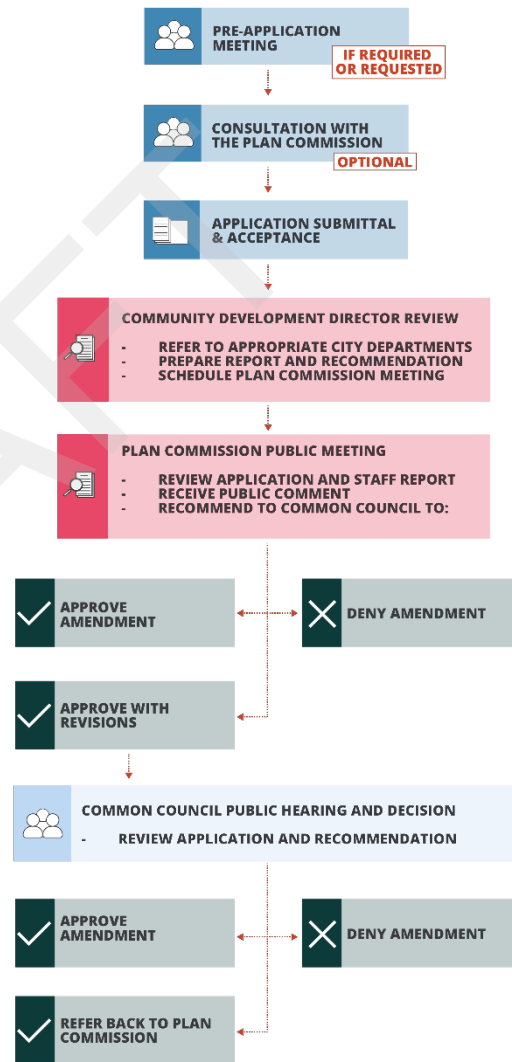 PRE-APPLICATION
MEETING
IF REQUIRED
OR REQUESTED
CONSULTATION WITH
THE PLAN COMMISSION
OPTIONAL
APPLICATION SUBMITTAL
& ACCEPTANCE
COMMUNITY DEVELOPMENT DIRECTOR REVIEW
- REFER TO APPROPRIATE CITY DEPARTMENTS
- PREPARE REPORT AND RECOMMENDATION
- SCHEDULE PLAN COMMISSION MEETING
PLAN COMMISSION PUBLIC MEETING
- REVIEW APPLICATION AND STAFF REPORT
- RECEIVE PUBLIC COMMENT
- RECOMMEND TO COMMON COUNCIL TO:
APPROVE
AMENDMENT
DENY AMENDMENT
APPROVE WITH
REVISIONS
COMMON COUNCIL PUBLIC HEARING AND DECISION
- REVIEW APPLICATION AND RECOMMENDATION
APPROVE
AMENDMENT
DENY AMENDMENT
REFER BACK TO PLAN
COMMISSION